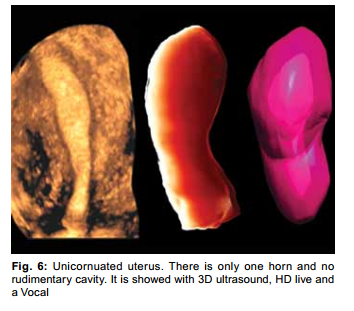 Fig. 6: Unicornuated uterus. There is only one horn and no
rudimentary cavity. It is showed with 3D ultrasound, HD live and
a Vocal